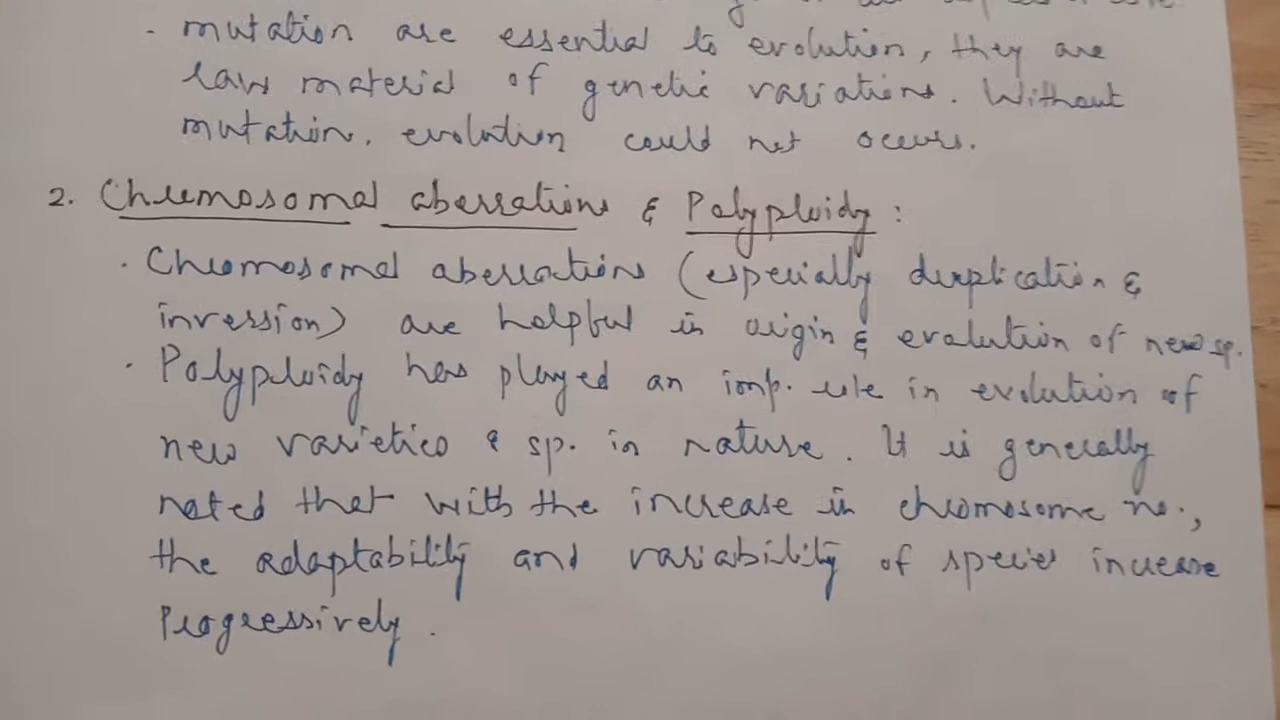 - mutation are essential to evolution, they are
raw material of genetic variations. Without
mutation, evolution could not occurs.
2. Chromosomal aberrations & Polyploidy :
· Chromosomal aberrations (especially duplication &
inversion) are helpful in origin & evolution of new sp.
· Polyploidy has played an imp. role in evolution of
new varieties & sp. in nature. It is generally
noted that with the increase in chromosome no.,
the adaptability and variability of species increase
Progressively.